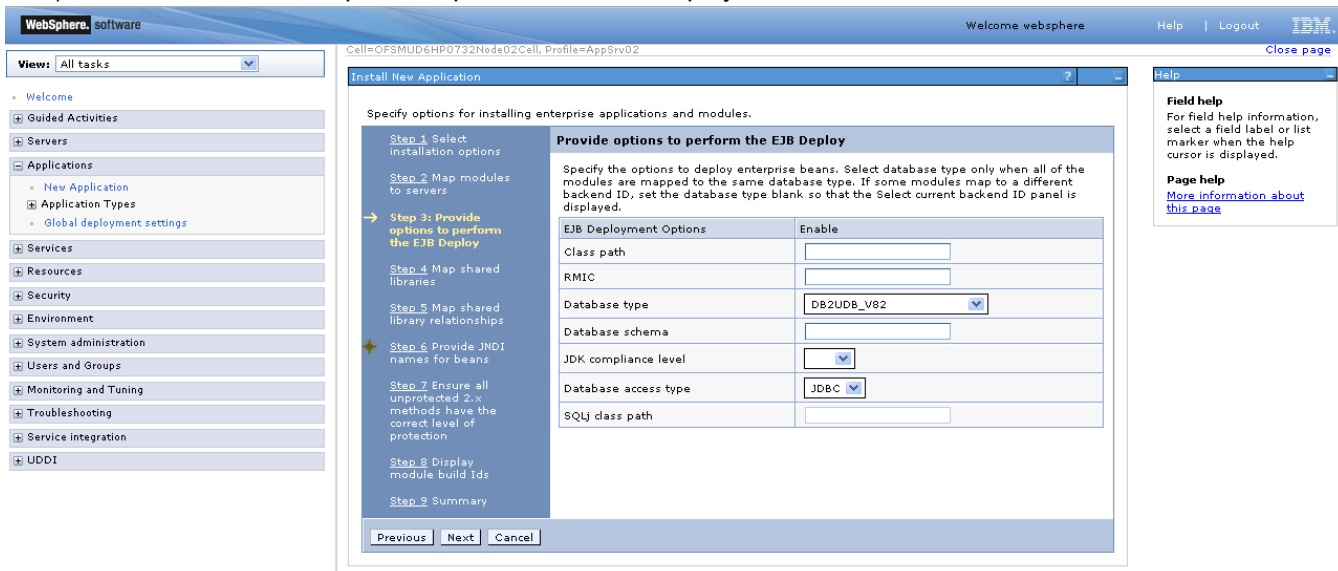 WebSphere. software
Welcome websphere
Help | Logout
IBM.
Cell=OFSMUD6HP0732Node02Cell, Profile=AppSrv02
Close page
View: All tasks
Welcome
Guided Activities
Servers
Applications
New Application
Application Types
Global deployment settings
Services
Resources
Security
Environment
System administration
Users and Groups
Monitoring and Tuning
Troubleshooting
Service integration
UDDI
Install New Application
?
Specify options for installing enterprise applications and modules.
Step 1 Select
installation options
Step 2 Map modules
to servers
Step 3: Provide
options to perform
the EJB Deploy
Step 4 Map shared
libraries
Step 5 Map shared
library relationships
Step 6 Provide JNDI
names for beans
Step 7 Ensure all
unprotected 2.x
methods have the
correct level of
protection
Step 8 Display
module build Ids
Step 9 Summary
Provide options to perform the EJB Deploy
Specify the options to deploy enterprise beans. Select database type only when all of the
modules are mapped to the same database type. If some modules map to a different
backend ID, set the database type blank so that the Select current backend ID panel is
displayed.
EJB Deployment Options Enable
Class path
RMIC
Database type DB2UDB_V82
Database schema
JDK compliance level
Database access type JDBC
SQLj class path
Previous Next Cancel
Help
Field help
For field help information,
select a field label or list
marker when the help
cursor is displayed.
Page help
More information about
this page